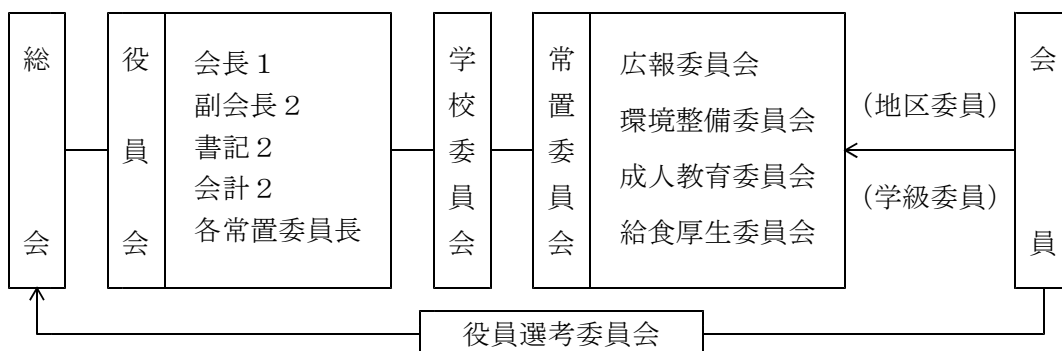 総会
役員会
会長１
副会長２
書記２
会計２
各常置委員長
学校委員会
常置委員会
広報委員会
環境整備委員会
成人教育委員会
給食厚生委員会
（地区委員）
（学級委員）
会員
役員選考委員会